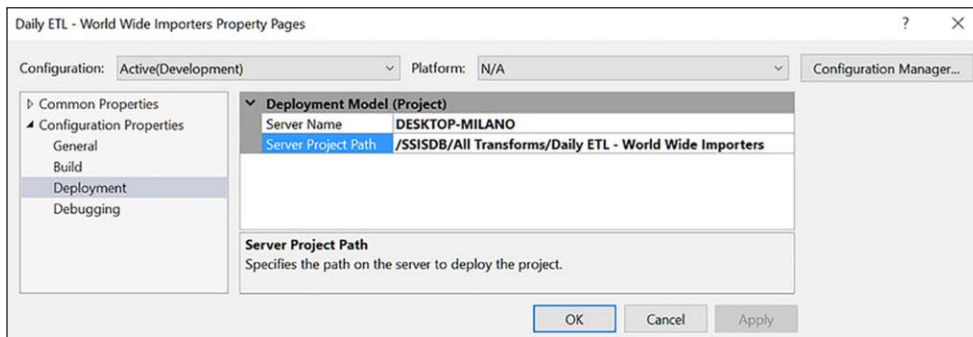 Daily ETL - World Wide Importers Property Pages ? X
Configuration: Active(Development) Platform: N/A Configuration Manager...
Common Properties
Configuration Properties
General
Build
Deployment
Debugging
Deployment Model (Project)
Server Name DESKTOP-MILANO
Server Project Path /SSISDB/All Transforms/Daily ETL - World Wide Importers
Server Project Path
Specifies the path on the server to deploy the project.
OK Cancel Apply